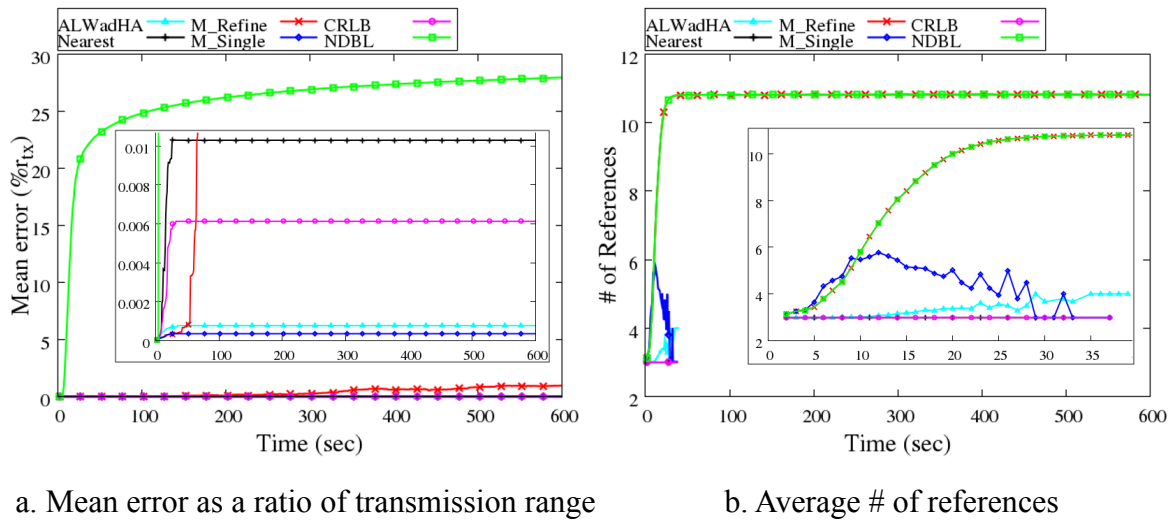 ALWadHA M_Refine CRLB
Nearest M_Single NDBL
30
25
20
15
10
5
0
Mean error (%rtx)
0.01
0.008
0.006
0.004
0.002
0
0 100 200 300 400 500 600
0 100 200 300 400 500 600
Time (sec)
ALWadHA M_Refine CRLB
Nearest M_Single NDBL
12
10
8
6
4
2
# of References
10
8
6
4
2
0 5 10 15 20 25 30 35
0 100 200 300 400 500 600
Time (sec)
a. Mean error as a ratio of transmission range
b. Average # of references